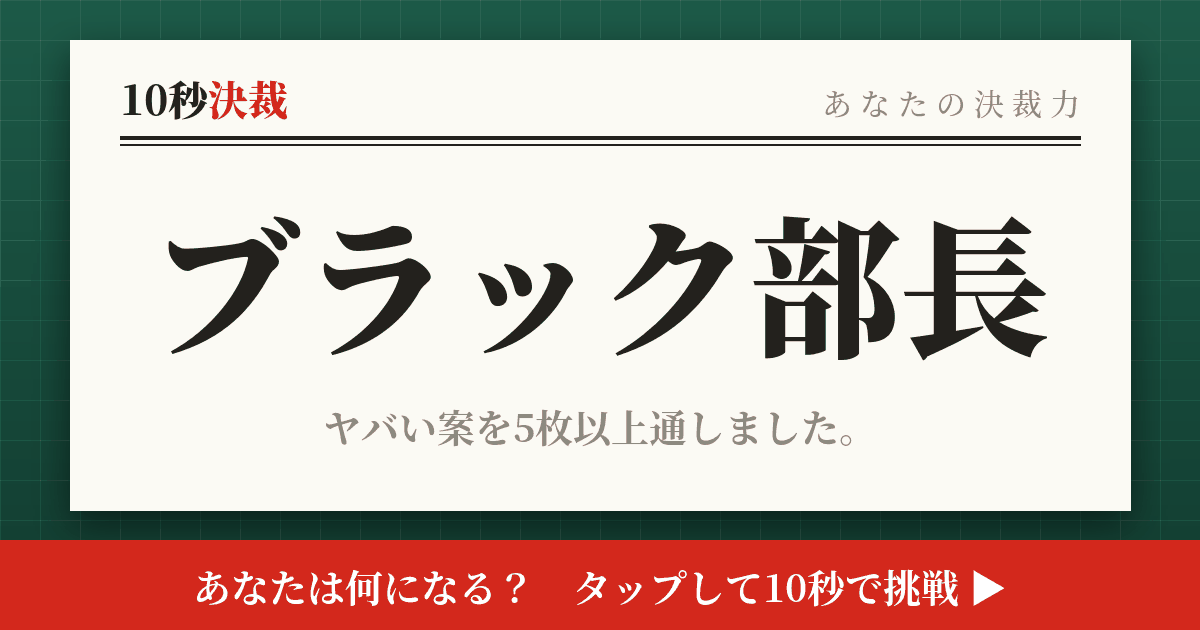 10秒決裁
あなたの決裁力
ブラック部長
ヤバい案を5枚以上通しました。
あなたは何になる？　タップして10秒で挑戦 ▶